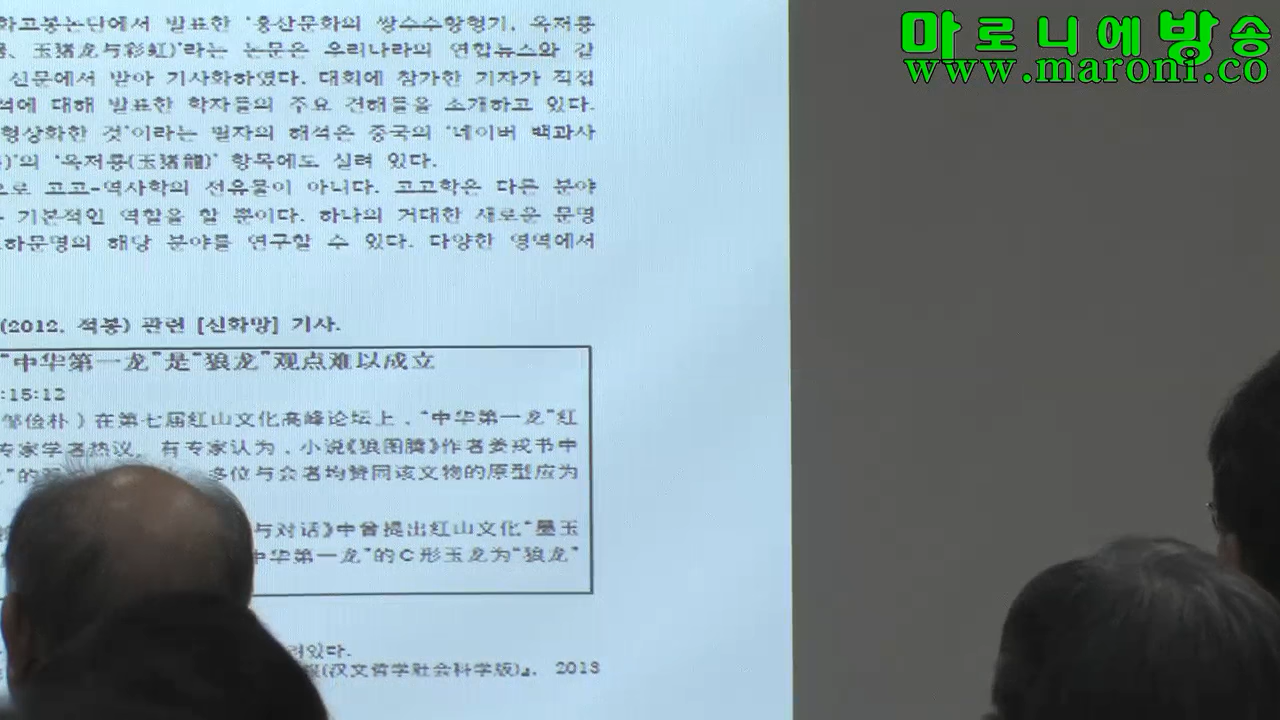 마로니에방송
www.maroni.co
화고봉논단에서 발표한 '홍산문화의 쌍수수황형기, 옥저룡
玉猪龙与彩虹)'라는 논문은 우리나라의 연합뉴스와 같
신문에서 받아 기사화하였다. 대회에 참가한 기자가 직접
석에 대해 발표한 학자들의 주요 견해들을 소개하고 있다.
형상화한 것'이라는 필자의 해석은 중국의 '네이버 백과사
)'의 '옥저룡(玉猪龍)' 항목에도 실려 있다.
으로 고고-역사학의 전유물이 아니다. 고고학은 다른 분야
기본적인 역할을 할 뿐이다. 하나의 거대한 새로운 문명
하문명의 해당 분야를 연구할 수 있다. 다양한 영역에서
(2012. 적봉) 관련 [신화망] 기사.
"中华第一龙"是"狼龙"观点难以成立
:15:12
邹俭朴）在第七届红山文化高峰论坛上，"中华第一龙"红
专家学者热议。有专家认为，小说《狼图腾》作者姜戎书中
"的 多位与会者均赞同该文物的原型应为
与对话》中曾提出红山文化"墨玉
中华第一龙"的C形玉龙为"狼龙"
려있다.
报(汉文哲学社会科学版)』, 2013